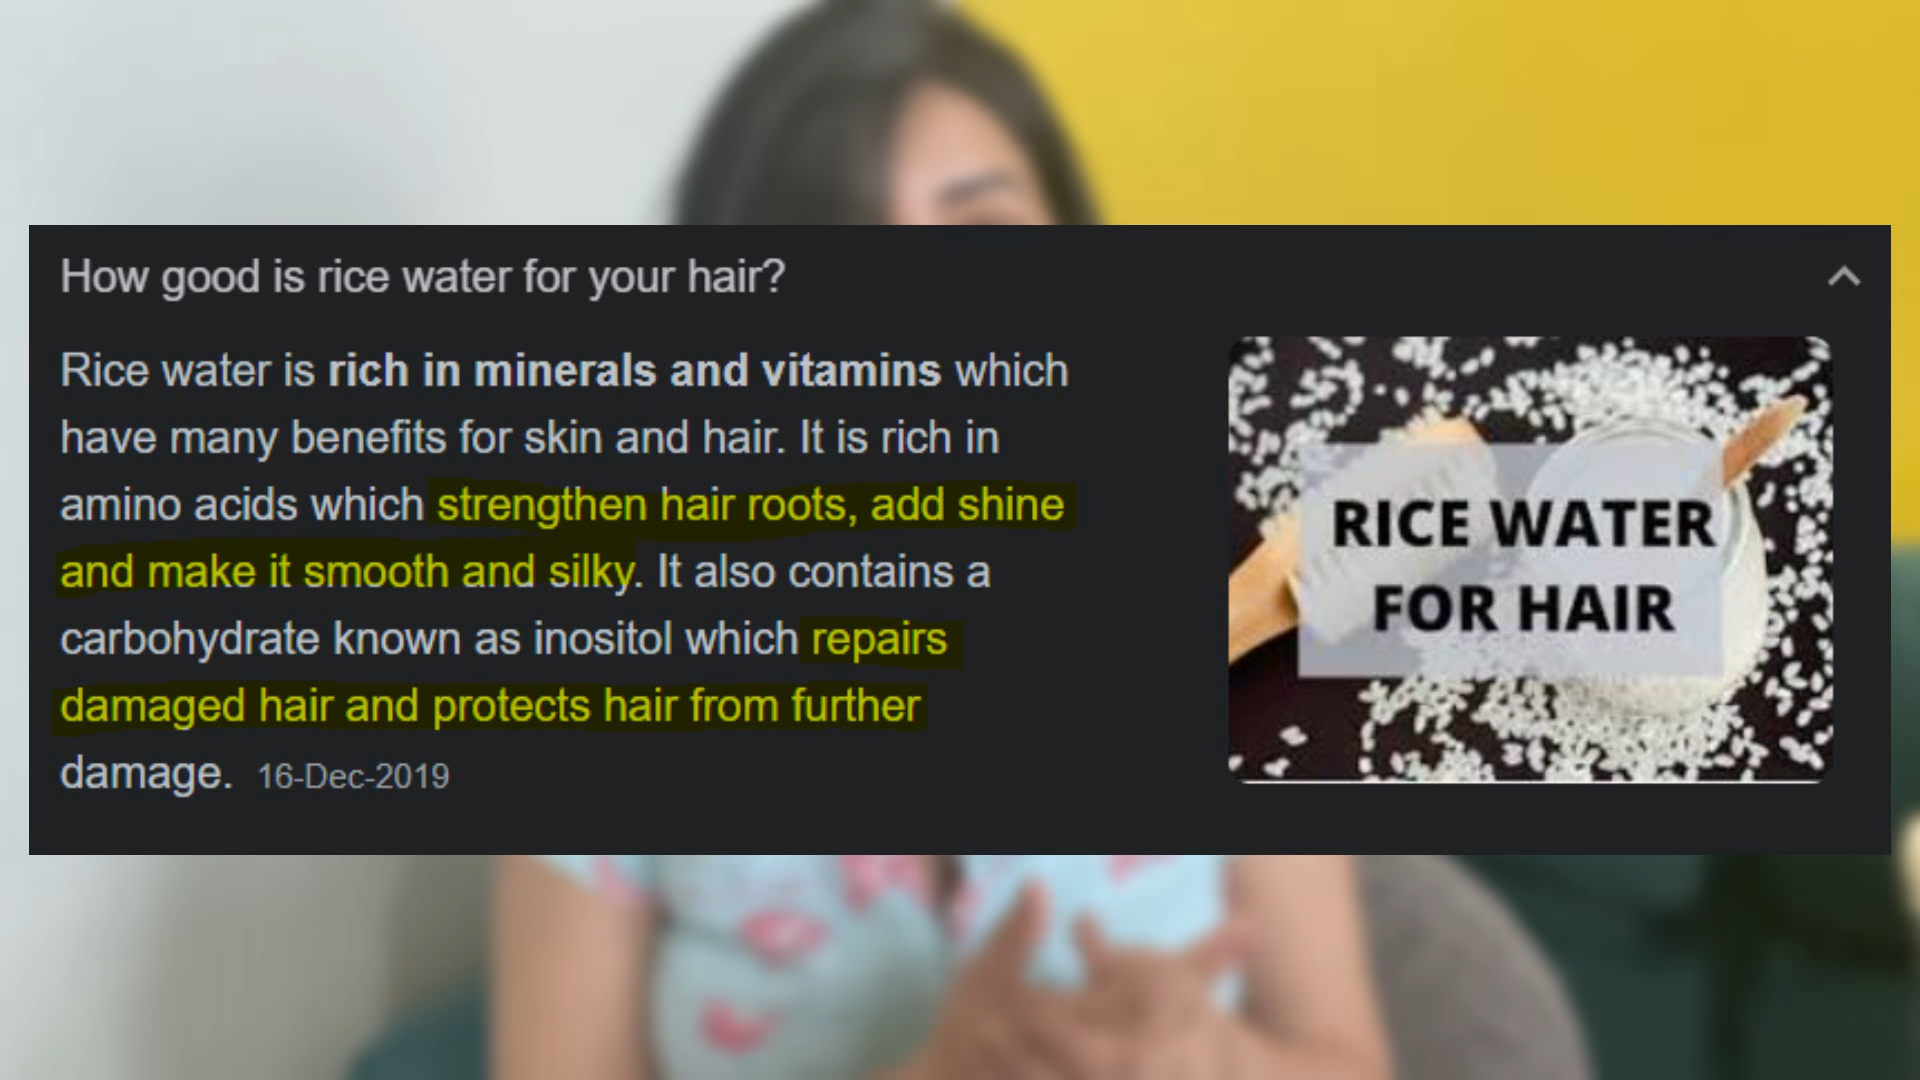 How good is rice water for your hair?
Rice water is rich in minerals and vitamins which
have many benefits for skin and hair. It is rich in
amino acids which strengthen hair roots, add shine
and make it smooth and silky. It also contains a
carbohydrate known as inositol which repairs
damaged hair and protects hair from further
damage. 16-Dec-2019
RICE WATER
FOR HAIR